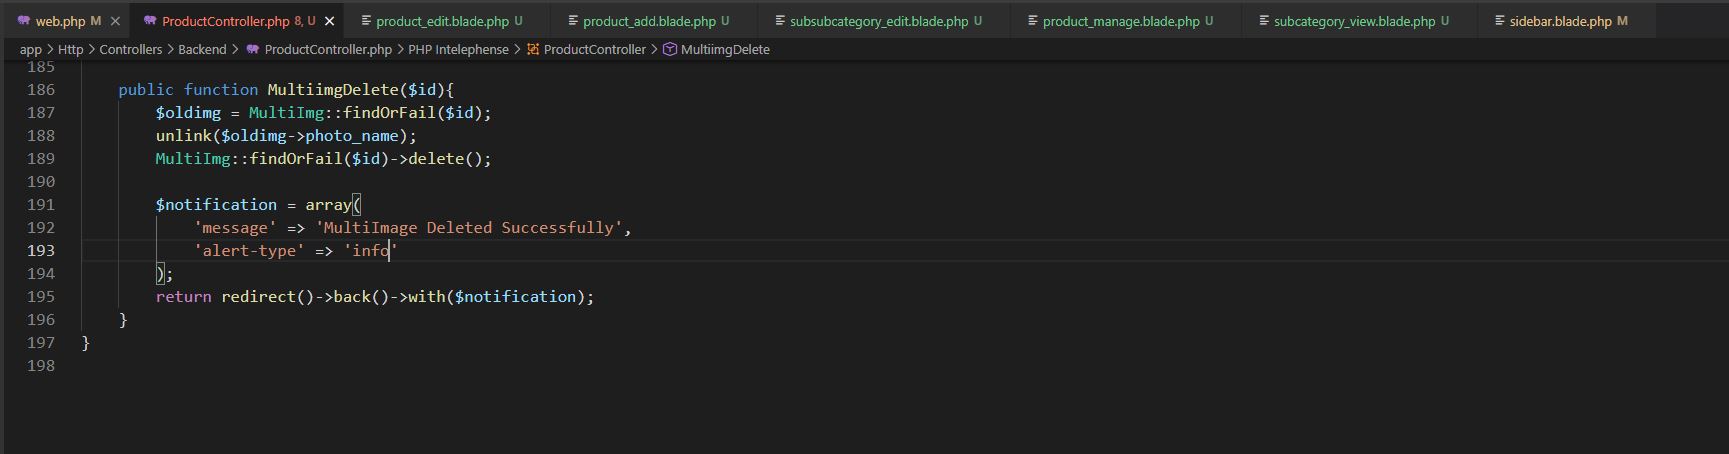 web.php M ProductController.php 8, U product_edit.blade.php U product_add.blade.php U subsubcategory_edit.blade.php U product_manage.blade.php U subcategory_view.blade.php U sidebar.blade.php M
app > Http > Controllers > Backend > ProductController.php > PHP Intelephense > ProductController > MultiimgDelete
185
186 public function MultiimgDelete($id){
187 $oldimg = MultiImg::findOrFail($id);
188 unlink($oldimg->photo_name);
189 MultiImg::findOrFail($id)->delete();
190
191 $notification = array(
192 'message' => 'MultiImage Deleted Successfully',
193 'alert-type' => 'info'
194 );
195 return redirect()->back()->with($notification);
196 }
197 }
198